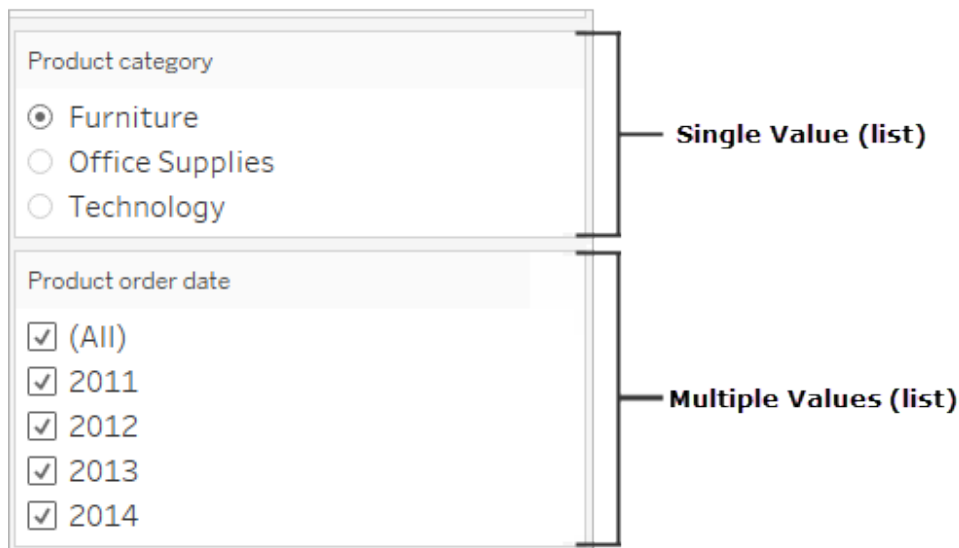 Product category
Furniture
Office Supplies
Technology
Single Value (list)
Product order date
(All)
2011
2012
2013
2014
Multiple Values (list)